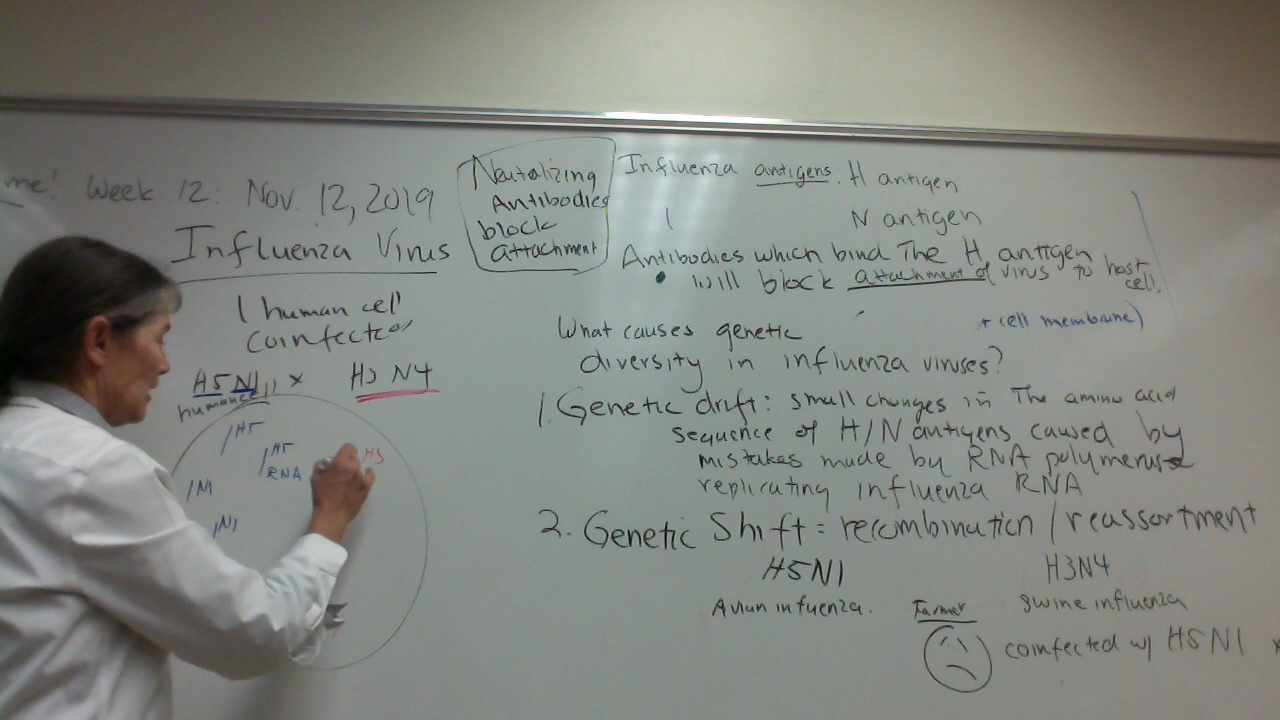 me! Week 12: Nov. 12, 2019
Influenza Virus
1 human cell
coinfected
H5N1 x H3 N4
human cell
H5
H5
RNA
N1
N1
H3
Neutralizing
Antibodies
block
attachment
Influenza antigens. H antigen
N antigen
Antibodies which bind The H antigen
• will block attachment of virus to host
cell.
+ cell membrane)
What causes genetic
diversity in influenza viruses?
1. Genetic drift: small changes in The amino acid
sequence of H/N antigens caused by
mistakes made by RNA polymerase
replicating influenza RNA
2. Genetic Shift = recombination / reassortment
H5N1 H3N4
Avian infuenza. Farmer swine influenza
coinfected w/ H5N1 x